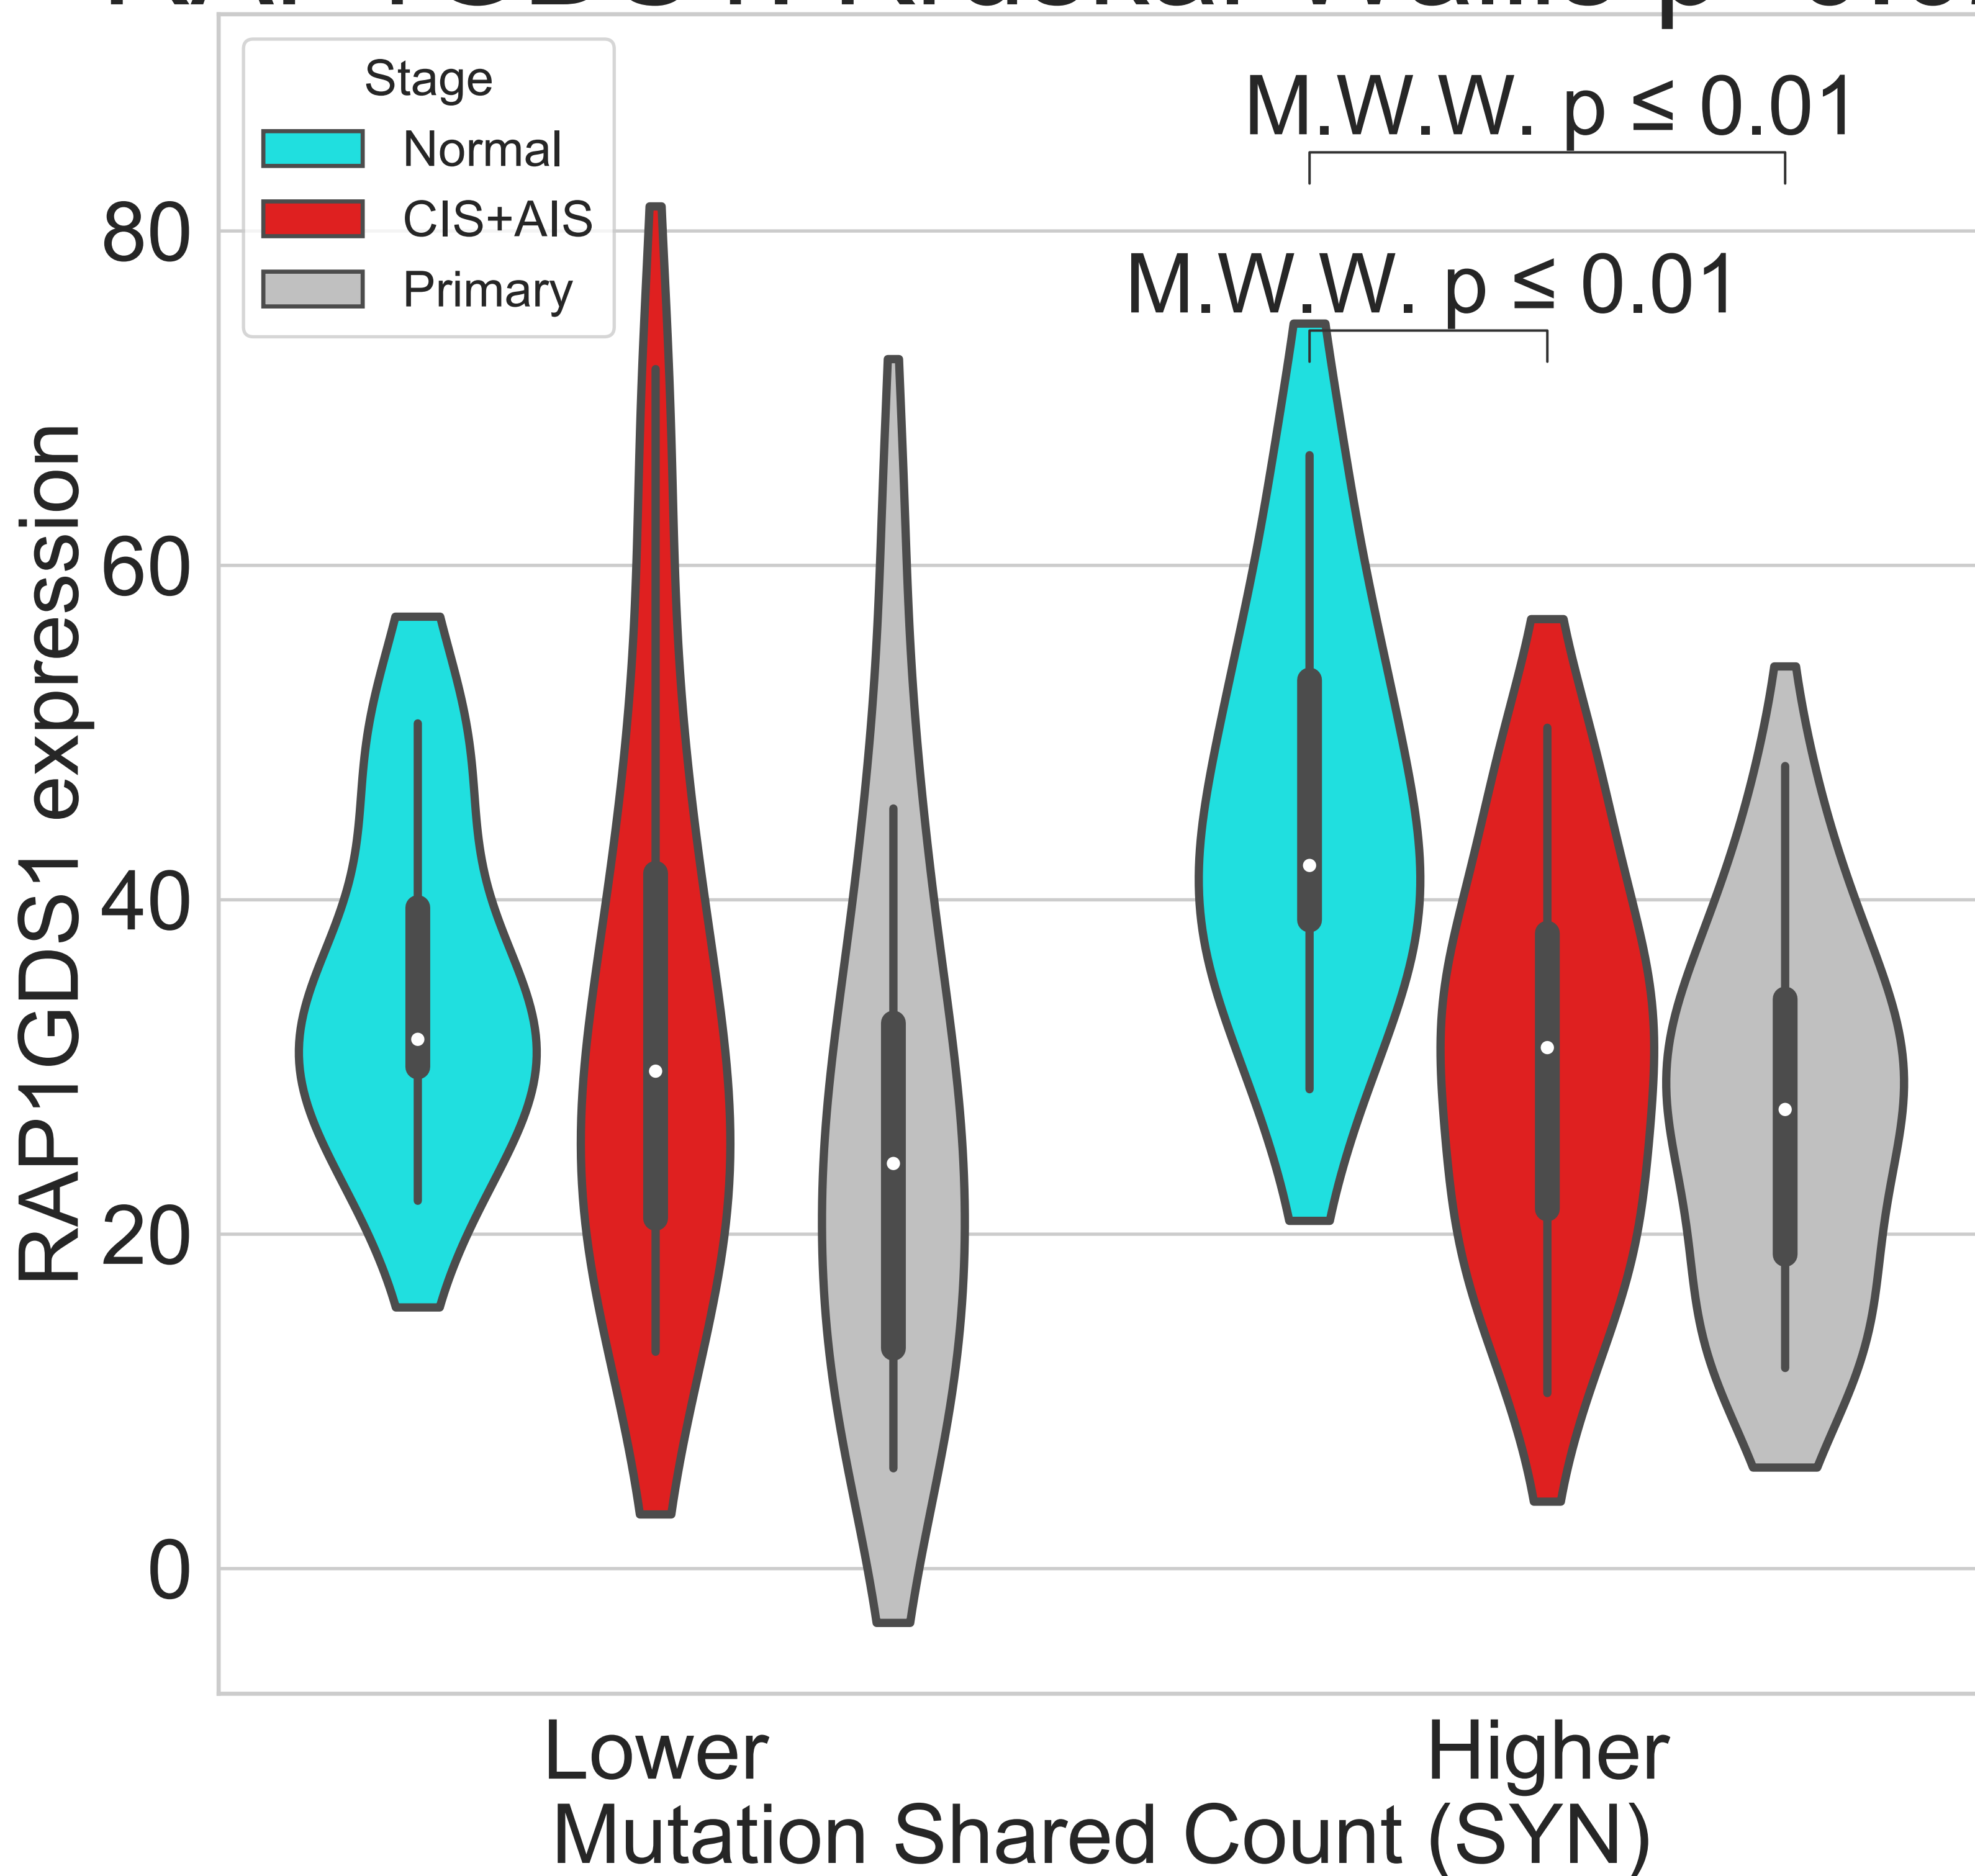 Stage
Normal
CIS+AIS
Primary
M.W.W. p ≤ 0.01
M.W.W. p ≤ 0.01
80
60
40
20
0
RAP1GDS1 expression
Lower
Higher
Mutation Shared Count (SYN)